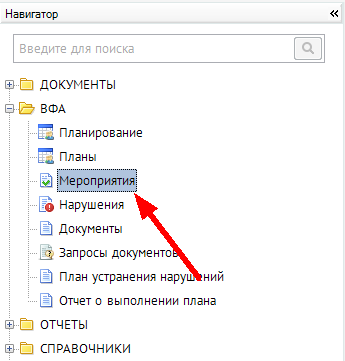 Навигатор
Введите для поиска
ДОКУМЕНТЫ
ВФА
Планирование
Планы
Мероприятия
Нарушения
Документы
Запросы документов
План устранения нарушений
Отчет о выполнении плана
ОТЧЕТЫ
СПРАВОЧНИКИ